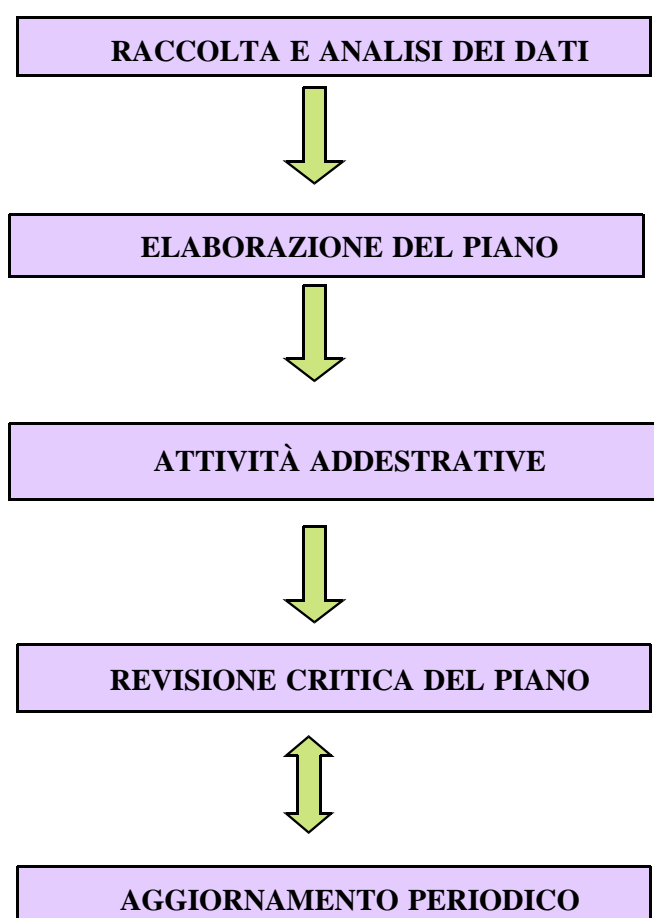 RACCOLTA E ANALISI DEI DATI
ELABORAZIONE DEL PIANO
ATTIVITÀ ADDESTRATIVE
REVISIONE CRITICA DEL PIANO
AGGIORNAMENTO PERIODICO